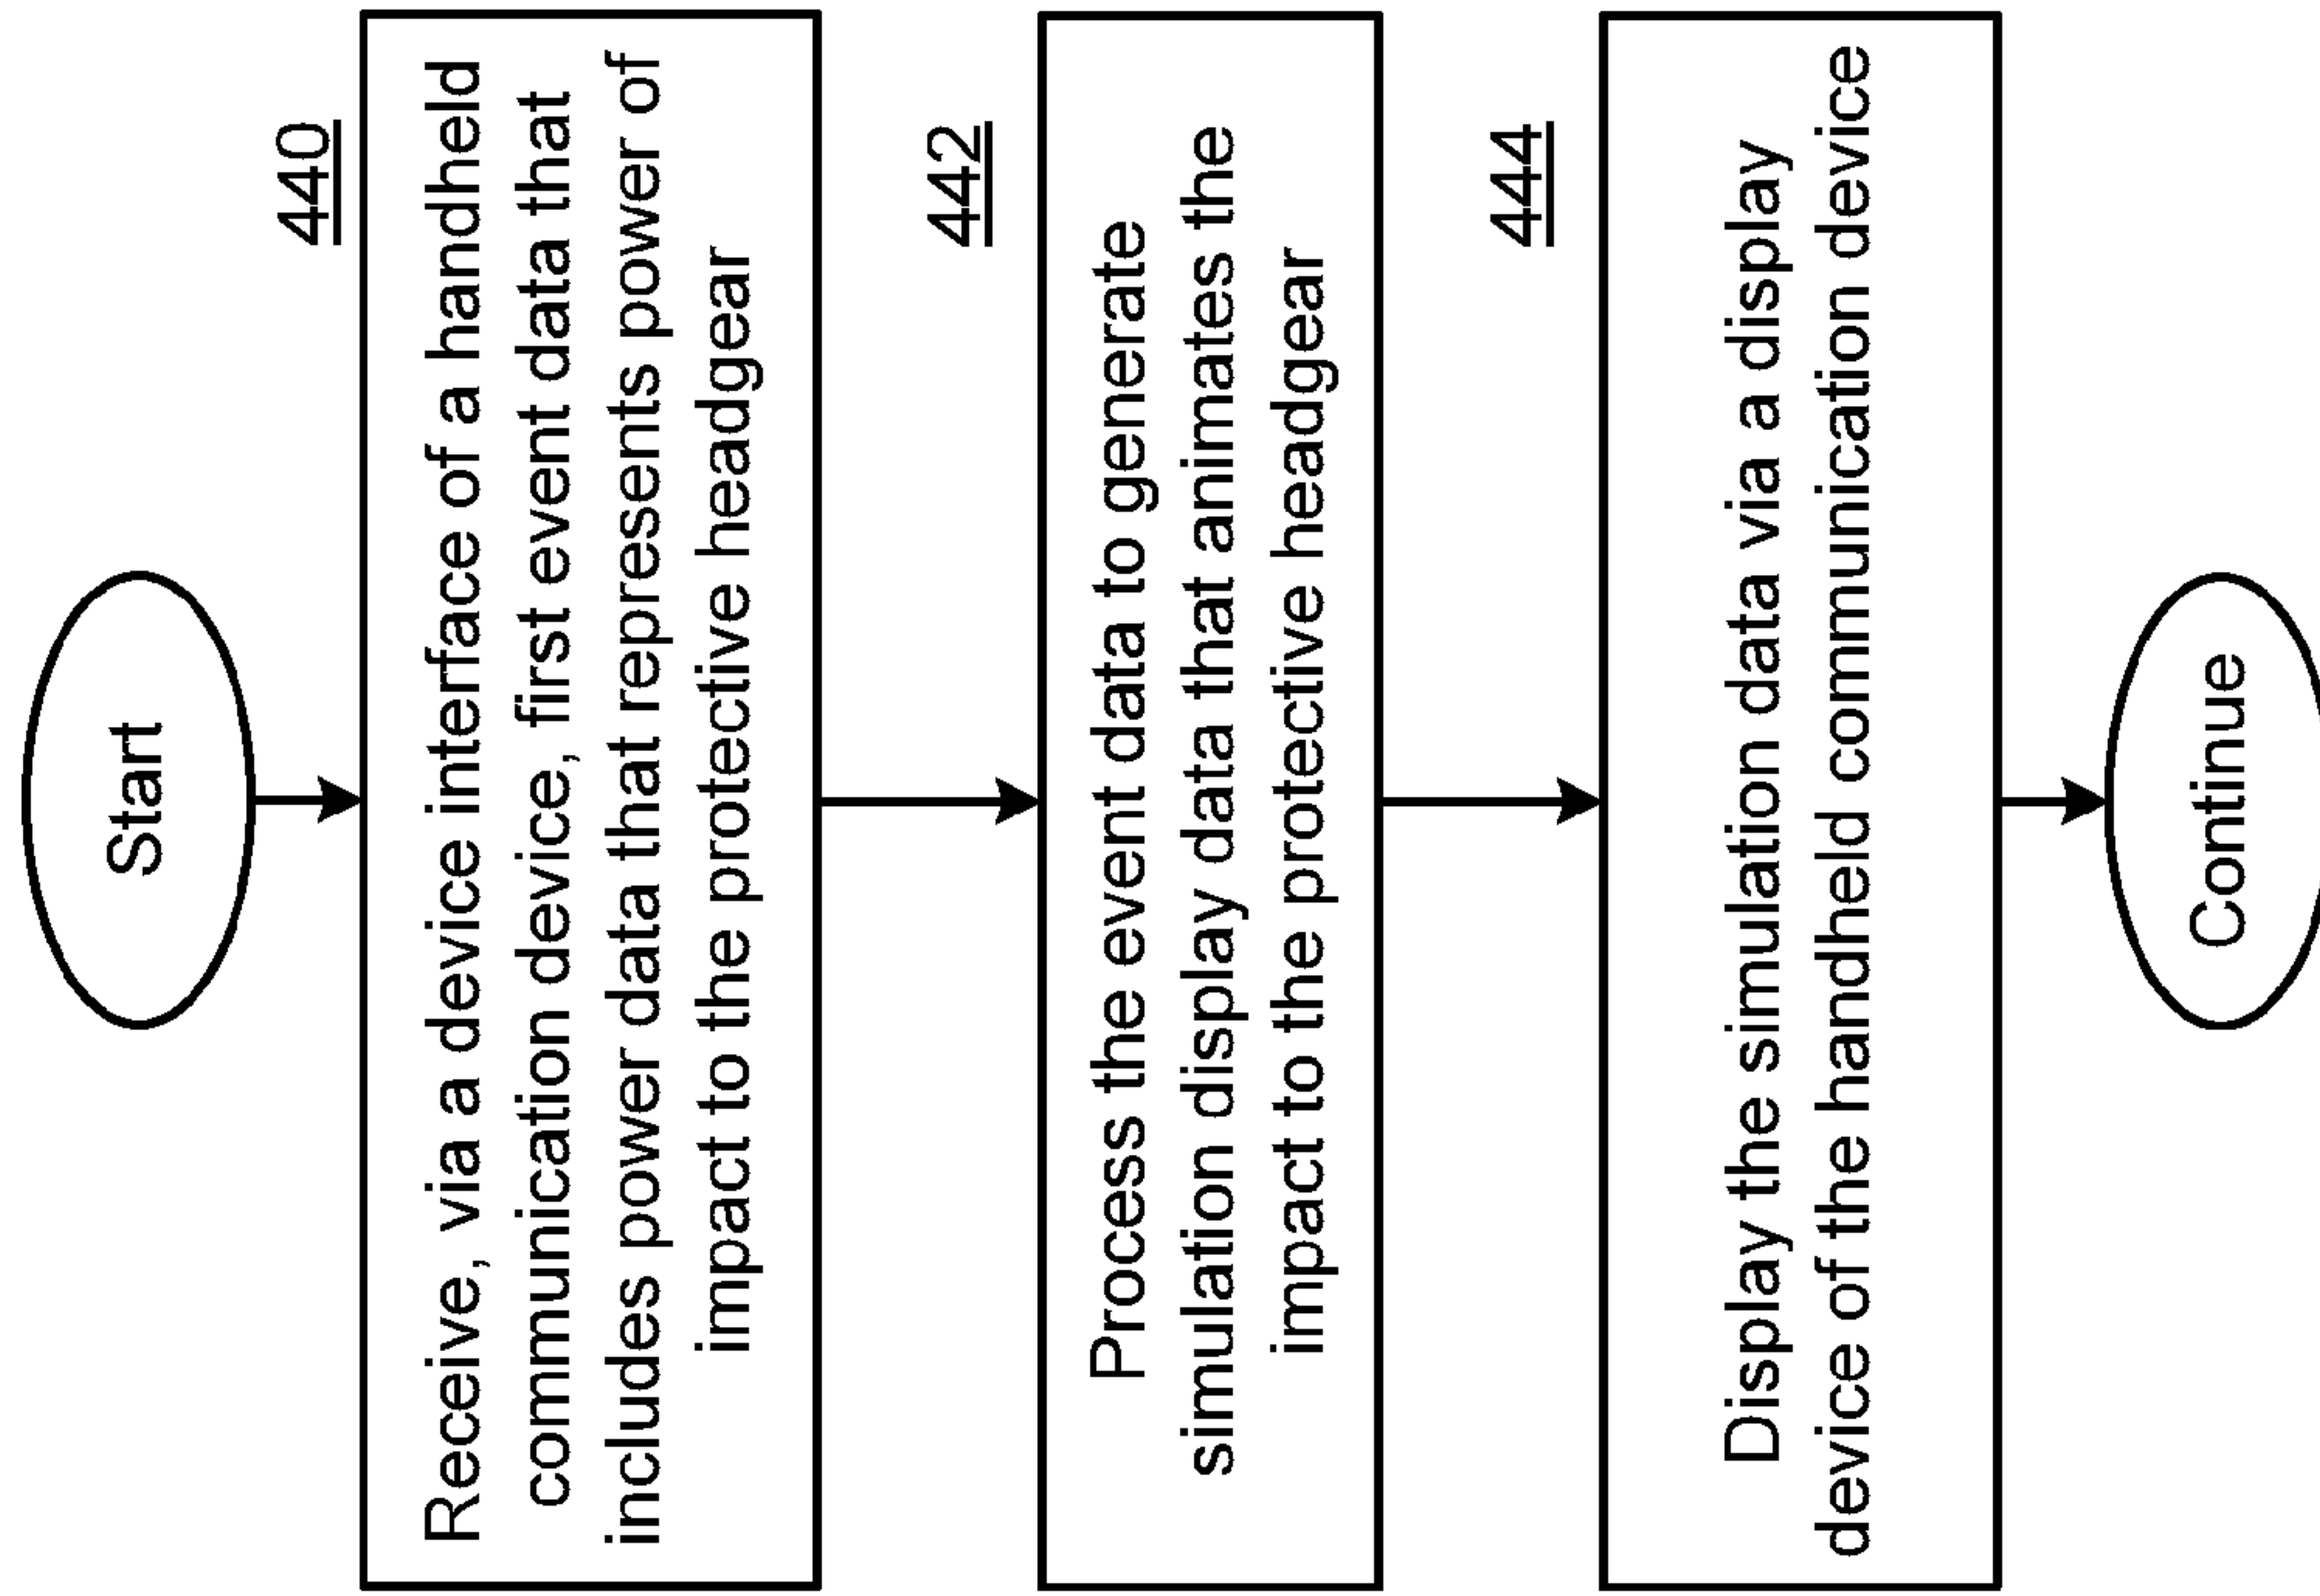 Start
440
Receive, via a device interface of a handheld
communication device, first event data that
includes power data that represents power of
impact to the protective headgear
442
Process the event data to generate
simulation display data that animates the
impact to the protective headgear
444
Display the simulation data via a display
device of the handheld communication device
Continue